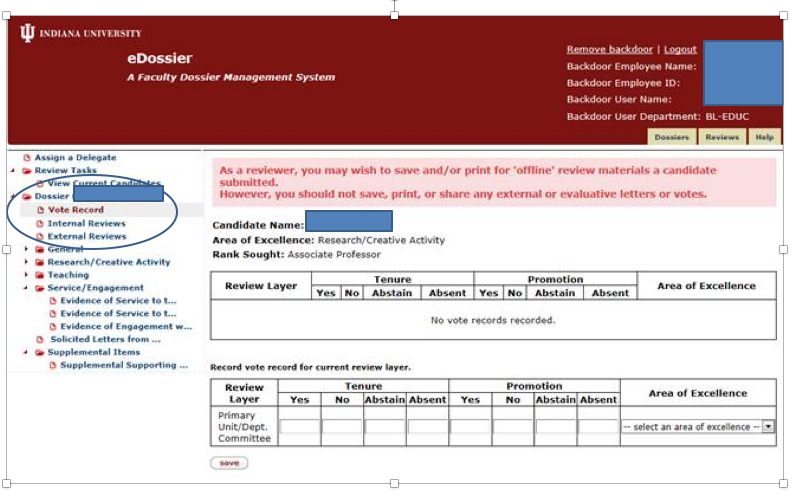 INDIANA UNIVERSITY
eDossier
A Faculty Dossier Management System
Remove backdoor | Logout
Backdoor Employee Name:
Backdoor Employee ID:
Backdoor User Name:
Backdoor User Department: BL-EDUC
Dossiers Reviews Help
Assign a Delegate
Review Tasks
View Current Candidates
Dossier
Vote Record
Internal Reviews
External Reviews
General
Research/Creative Activity
Teaching
Service/Engagement
Evidence of Service to t...
Evidence of Service to t...
Evidence of Engagement w...
Solicited Letters from ...
Supplemental Items
Supplemental Supporting ...
As a reviewer, you may wish to save and/or print for 'offline' review materials a candidate
submitted.
However, you should not save, print, or share any external or evaluative letters or votes.
Candidate Name:
Area of Excellence: Research/Creative Activity
Rank Sought: Associate Professor
Review Layer Tenure Promotion Area of Excellence
Yes No Abstain Absent Yes No Abstain Absent
No vote records recorded.
Record vote record for current review layer.
Review Layer Tenure Promotion Area of Excellence
Yes No Abstain Absent Yes No Abstain Absent
Primary
Unit/Dept.
Committee
-- select an area of excellence --
save